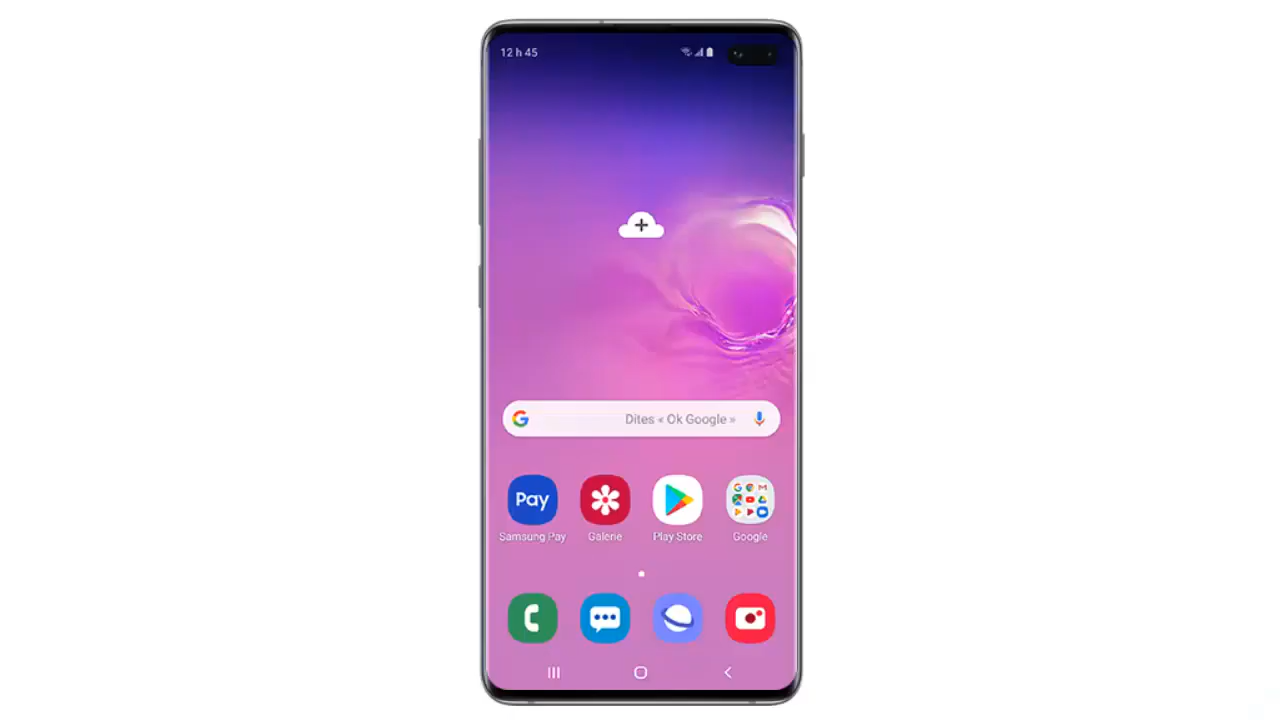 12 h 45
Dites « Ok Google »
Pay
Samsung Pay
Galerie
Play Store
Google